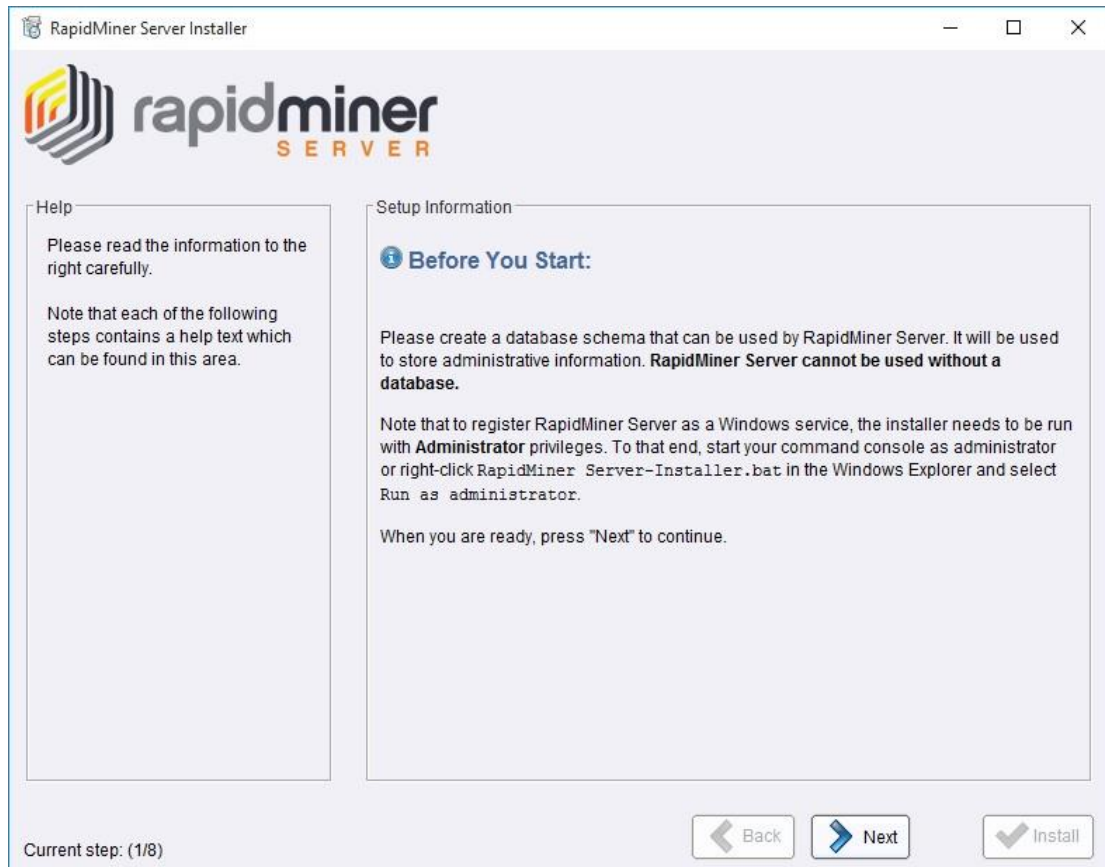 RapidMiner Server Installer
rapidminer
SERVER
Help
Please read the information to the
right carefully.
Note that each of the following
steps contains a help text which
can be found in this area.
Setup Information
Before You Start:
Please create a database schema that can be used by RapidMiner Server. It will be used
to store administrative information. RapidMiner Server cannot be used without a
database.
Note that to register RapidMiner Server as a Windows service, the installer needs to be run
with Administrator privileges. To that end, start your command console as administrator
or right-click RapidMiner Server-Installer.bat in the Windows Explorer and select
Run as administrator.
When you are ready, press "Next" to continue.
Current step: (1/8)
Back
Next
Install